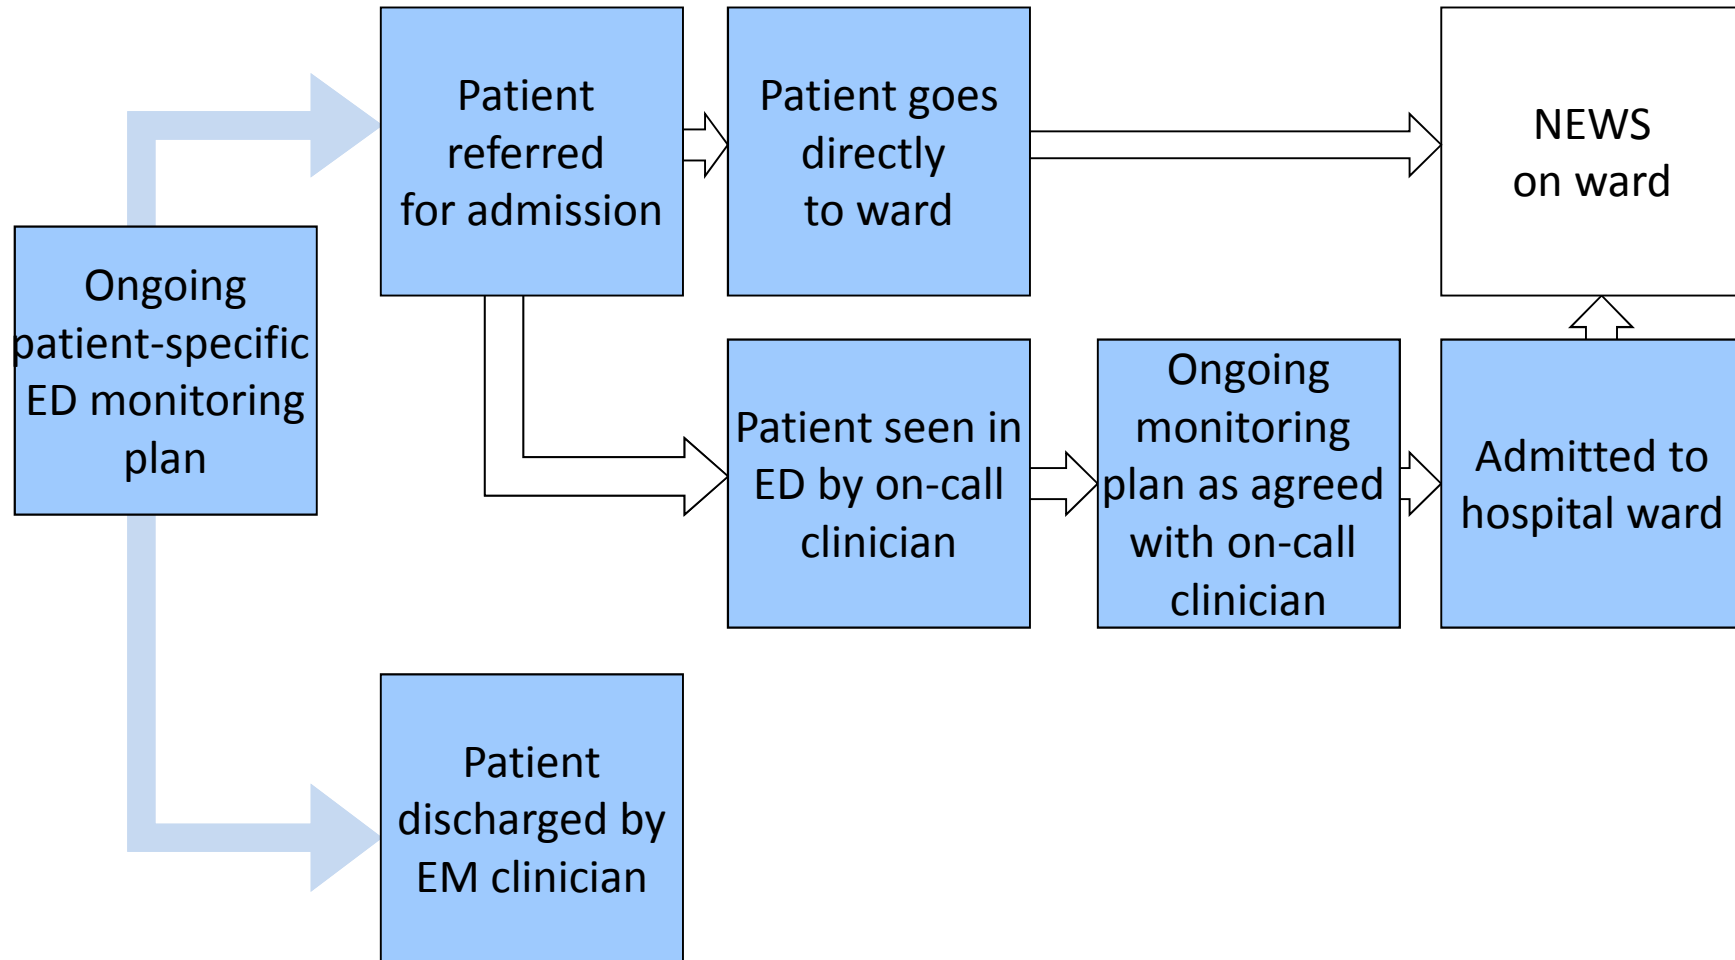 Patient
referred
for admission
Patient goes
directly
to ward
NEWS
on ward
Ongoing
patient-specific
ED monitoring
plan
Patient seen in
ED by on-call
clinician
Ongoing
monitoring
plan as agreed
with on-call
clinician
Admitted to
hospital ward
Patient
discharged by
EM clinician